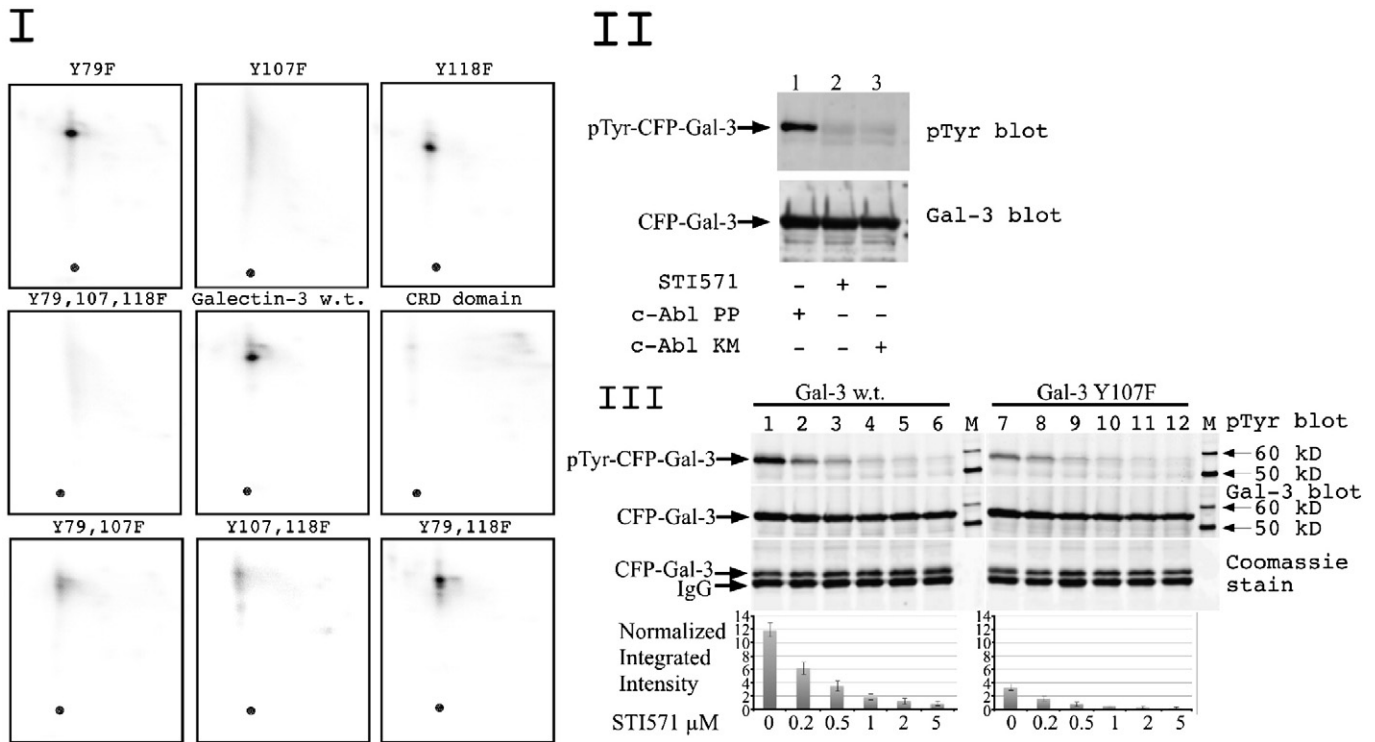 I
Y79F Y107F Y118F
Y79,107,118F Galectin-3 w.t. CRD domain
Y79,107F Y107,118F Y79,118F
II
1 2 3
pTyr-CFP-Gal-3 pTyr blot
CFP-Gal-3 Gal-3 blot
STI571 – + –
c-Abl PP + – –
c-Abl KM – – +
III
Gal-3 w.t. Gal-3 Y107F
1 2 3 4 5 6 M 7 8 9 10 11 12 M pTyr blot
pTyr-CFP-Gal-3 60 kD
50 kD
Gal-3 blot
CFP-Gal-3 60 kD
50 kD
CFP-Gal-3 Coomassie
IgG stain
Normalized
Integrated
Intensity
14 14
12 12
10 10
8 8
6 6
4 4
2 2
0 0
STI571 µM 0 0.2 0.5 1 2 5 0 0.2 0.5 1 2 5